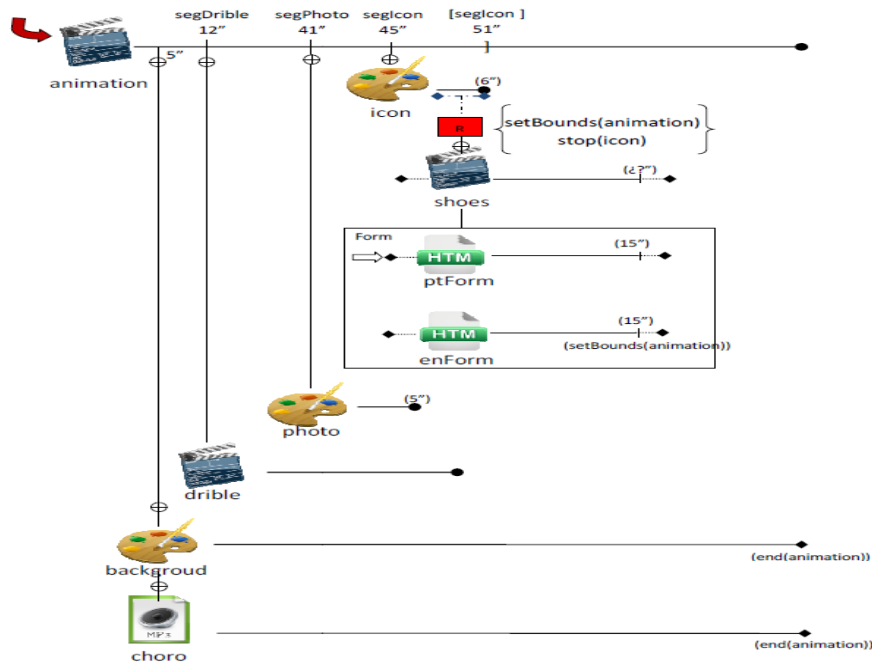 segDrible segPhoto segIcon [segIcon ]
12” 41” 45” 51”
5” ]
animation
(6”)
icon
R
setBounds(animation)
stop(icon)
(¿?”)
shoes
Form
(15”)
HTM
ptForm
(15”)
HTM
(setBounds(animation))
enForm
(5”)
photo
drible
backgroud
(end(animation))
MP3
choro
(end(animation))